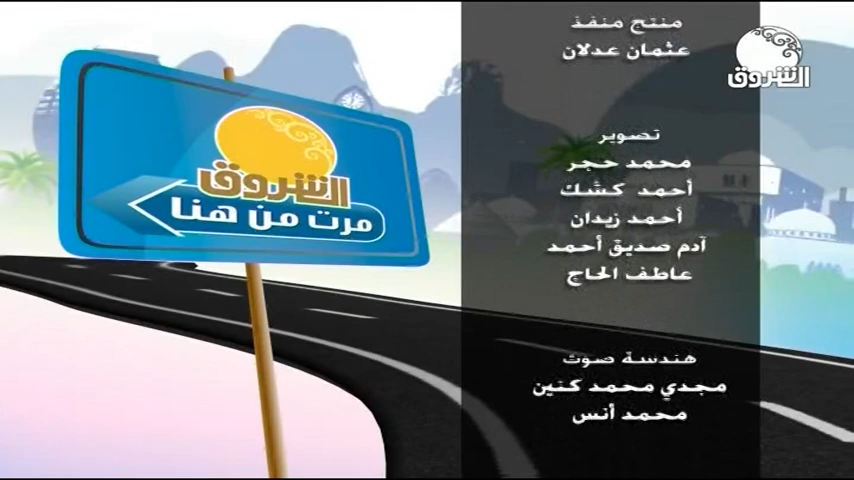 منتج منفذ
عثمان عدلان
الشروق
تصوير
محمد حجر
أحمد كشك
أحمد زيدان
آدم صديق أحمد
عاطف الحاج
هندسة صوت
مجدي محمد كنين
محمد أنس
الشروق
مرت من هنا